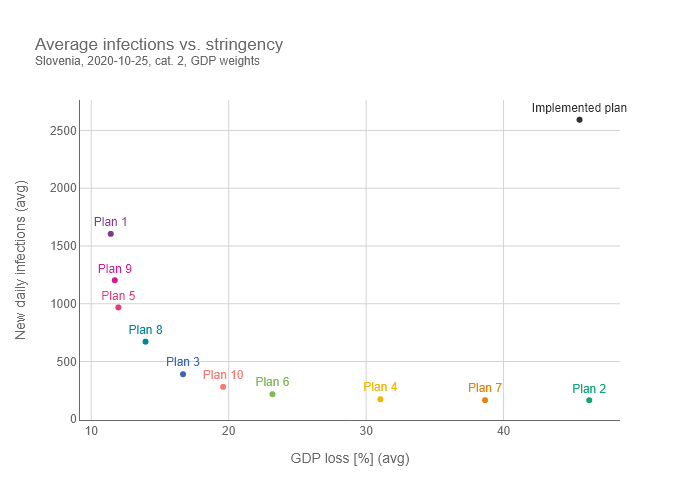 Average infections vs. stringency
Slovenia, 2020-10-25, cat. 2, GDP weights
Implemented plan
2500
2000
Plan 1
1500
Plan 9
Plan 5
1000
Plan 8
Plan 3
500
Plan 10
Plan 6
Plan 4
Plan 7
Plan 2
0
10
20
30
40
New daily infections (avg)
GDP loss [%] (avg)